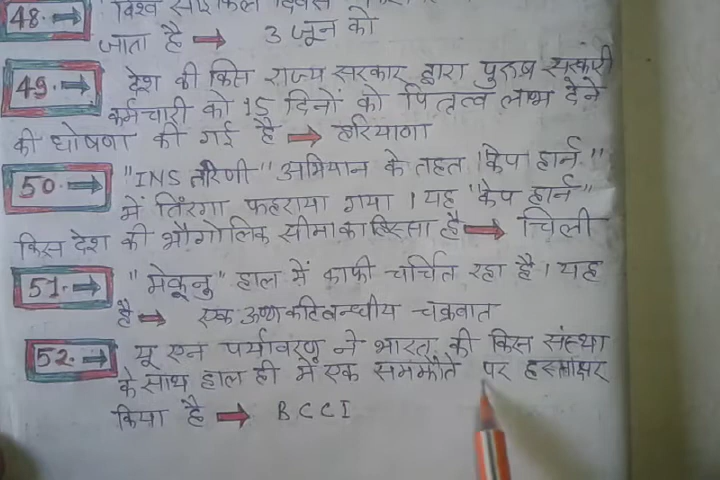 48. → विश्व साइकिल दिवस
जाता है → 3 जून को
49. → देश की किस राज्य सरकार द्वारा पुरुष सरकारी
कर्मचारी को 15 दिनों को पितृत्व लाभ देने
की घोषणा की गई है → हरियाणा
50. → "INS तरिणी" अभियान के तहत "केप हार्न"
में तिरंगा फहराया गया । यह "केप हार्न"
किस देश की भौगोलिक सीमा का हिस्सा है → चिली
51. → "मेकूनु" हाल में काफी चर्चित रहा है। यह
है → एक उष्ण कटिबन्धीय चक्रवात
52. → यू एन पर्यावरण ने भारत की किस संस्था
के साथ हाल ही में एक समझौते पर हस्ताक्षर
किया है → BCCI